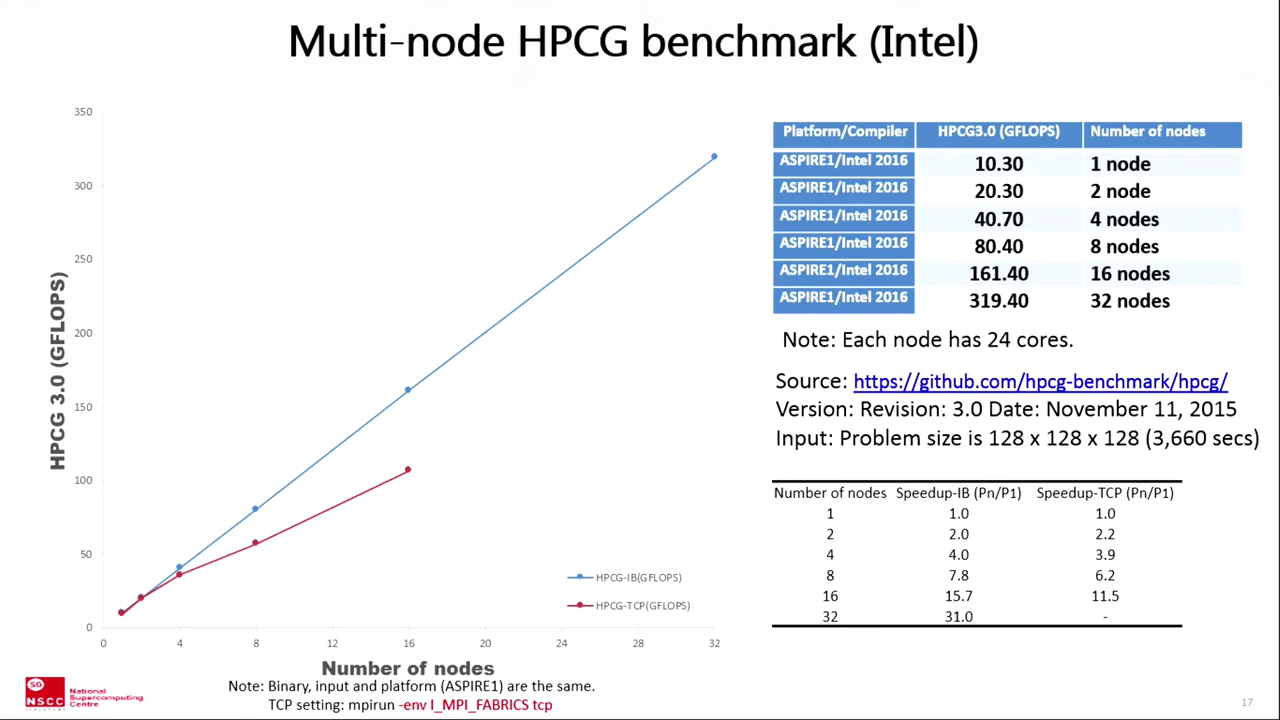 Multi-node HPCG benchmark (Intel)
350
300
250
200
150
100
50
0
0 4 8 12 16 20 24 28 32
HPCG 3.0 (GFLOPS)
Number of nodes
HPCG-IB(GFLOPS)
HPCG-TCP(GFLOPS)
Note: Binary, input and platform (ASPIRE1) are the same.
TCP setting: mpirun -env I_MPI_FABRICS tcp
Platform/Compiler HPCG3.0 (GFLOPS) Number of nodes
ASPIRE1/Intel 2016 10.30 1 node
ASPIRE1/Intel 2016 20.30 2 node
ASPIRE1/Intel 2016 40.70 4 nodes
ASPIRE1/Intel 2016 80.40 8 nodes
ASPIRE1/Intel 2016 161.40 16 nodes
ASPIRE1/Intel 2016 319.40 32 nodes
Note: Each node has 24 cores.
Source: https://github.com/hpcg-benchmark/hpcg/
Version: Revision: 3.0 Date: November 11, 2015
Input: Problem size is 128 x 128 x 128 (3,660 secs)
Number of nodes Speedup-IB (Pn/P1) Speedup-TCP (Pn/P1)
1 1.0 1.0
2 2.0 2.2
4 4.0 3.9
8 7.8 6.2
16 15.7 11.5
32 31.0 -
SG
NSCC
National
Supercomputing
Centre
17